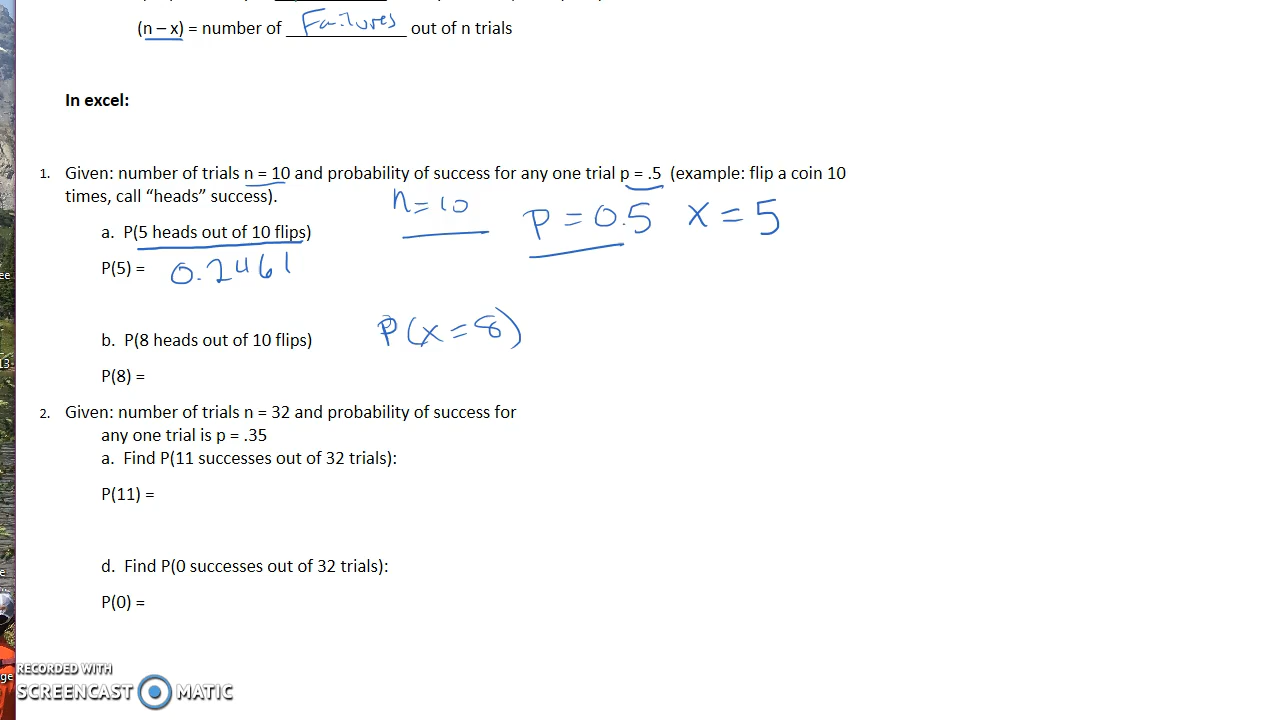 (n – x) = number of Failures out of n trials
In excel:
1. Given: number of trials n = 10 and probability of success for any one trial p = .5 (example: flip a coin 10
times, call “heads” success).
n = 10 p = 0.5 x = 5
a. P(5 heads out of 10 flips)
P(5) = 0.2461
b. P(8 heads out of 10 flips) P(x = 8)
P(8) =
2. Given: number of trials n = 32 and probability of success for
any one trial is p = .35
a. Find P(11 successes out of 32 trials):
P(11) =
d. Find P(0 successes out of 32 trials):
P(0) =
RECORDED WITH
SCREENCAST MATIC